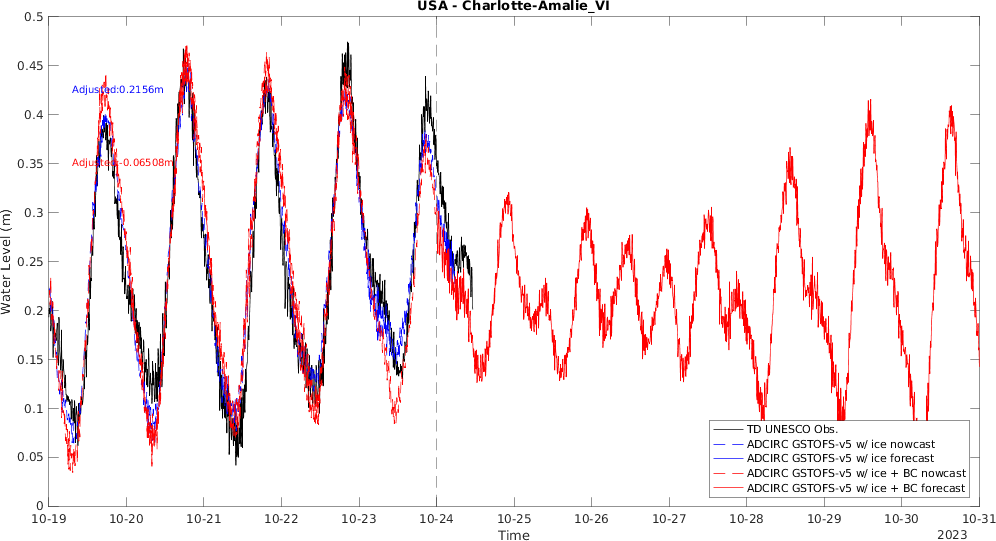 USA - Charlotte-Amalie_VI
0.5
0.45
0.4
0.35
0.3
0.25
0.2
0.15
0.1
0.05
0
Water Level (m)
Adjusted:0.2156m
Adjusted:-0.06508m
TD UNESCO Obs.
ADCIRC GSTOFS-v5 w/ ice nowcast
ADCIRC GSTOFS-v5 w/ ice forecast
ADCIRC GSTOFS-v5 w/ ice + BC nowcast
ADCIRC GSTOFS-v5 w/ ice + BC forecast
10-19 10-20 10-21 10-22 10-23 10-24 10-25 10-26 10-27 10-28 10-29 10-30 10-31
Time
2023